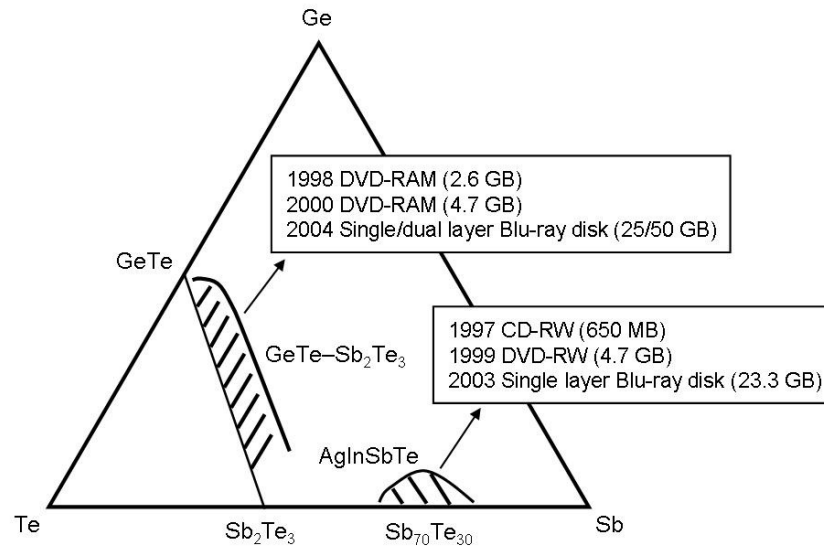 Ge
1998 DVD-RAM (2.6 GB)
2000 DVD-RAM (4.7 GB)
2004 Single/dual layer Blu-ray disk (25/50 GB)
GeTe
1997 CD-RW (650 MB)
1999 DVD-RW (4.7 GB)
2003 Single layer Blu-ray disk (23.3 GB)
GeTe–Sb₂Te₃
AgInSbTe
Te
Sb₂Te₃
Sb₇₀Te₃₀
Sb